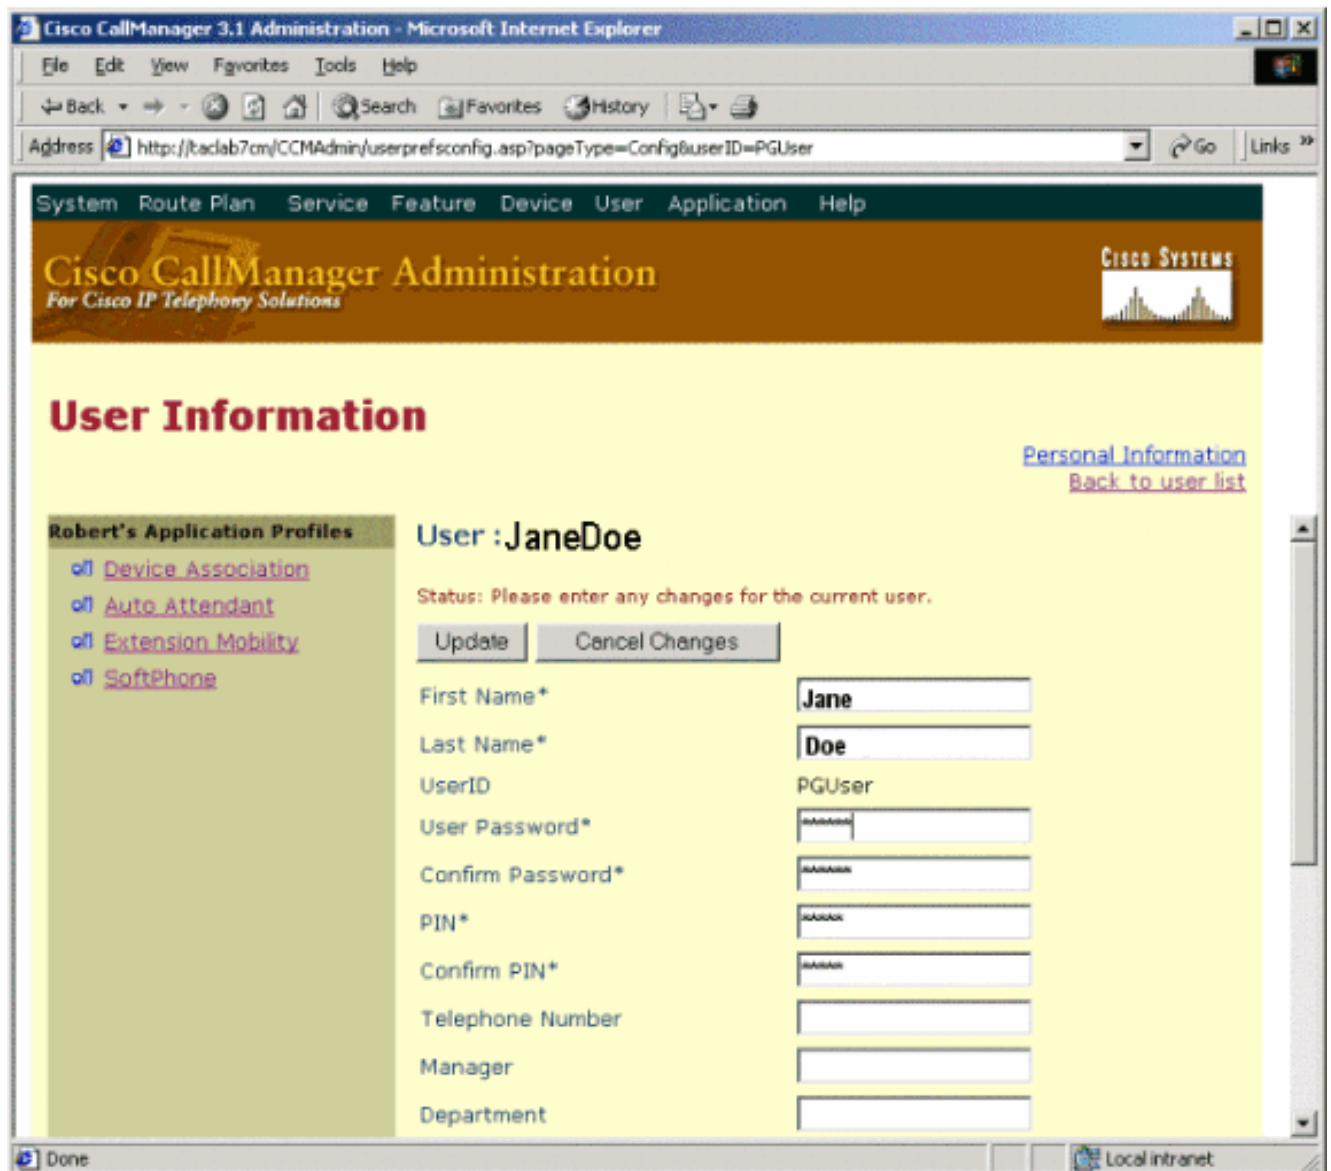 Cisco CallManager 3.1 Administration - Microsoft Internet Explorer
File Edit View Favorites Tools Help
Back Search Favorites History
Address http://taclab7cm/CCMAdmin/userprefsconfig.asp?pageType=Config&userID=PGUser Go Links »
System Route Plan Service Feature Device User Application Help
Cisco CallManager Administration
For Cisco IP Telephony Solutions
CISCO SYSTEMS
User Information
Personal Information
Back to user list
Robert's Application Profiles
Device Association
Auto Attendant
Extension Mobility
SoftPhone
User : JaneDoe
Status: Please enter any changes for the current user.
Update Cancel Changes
First Name* Jane
Last Name* Doe
UserID PGUser
User Password* ******
Confirm Password* ******
PIN* *****
Confirm PIN* *****
Telephone Number
Manager
Department
Done Local intranet